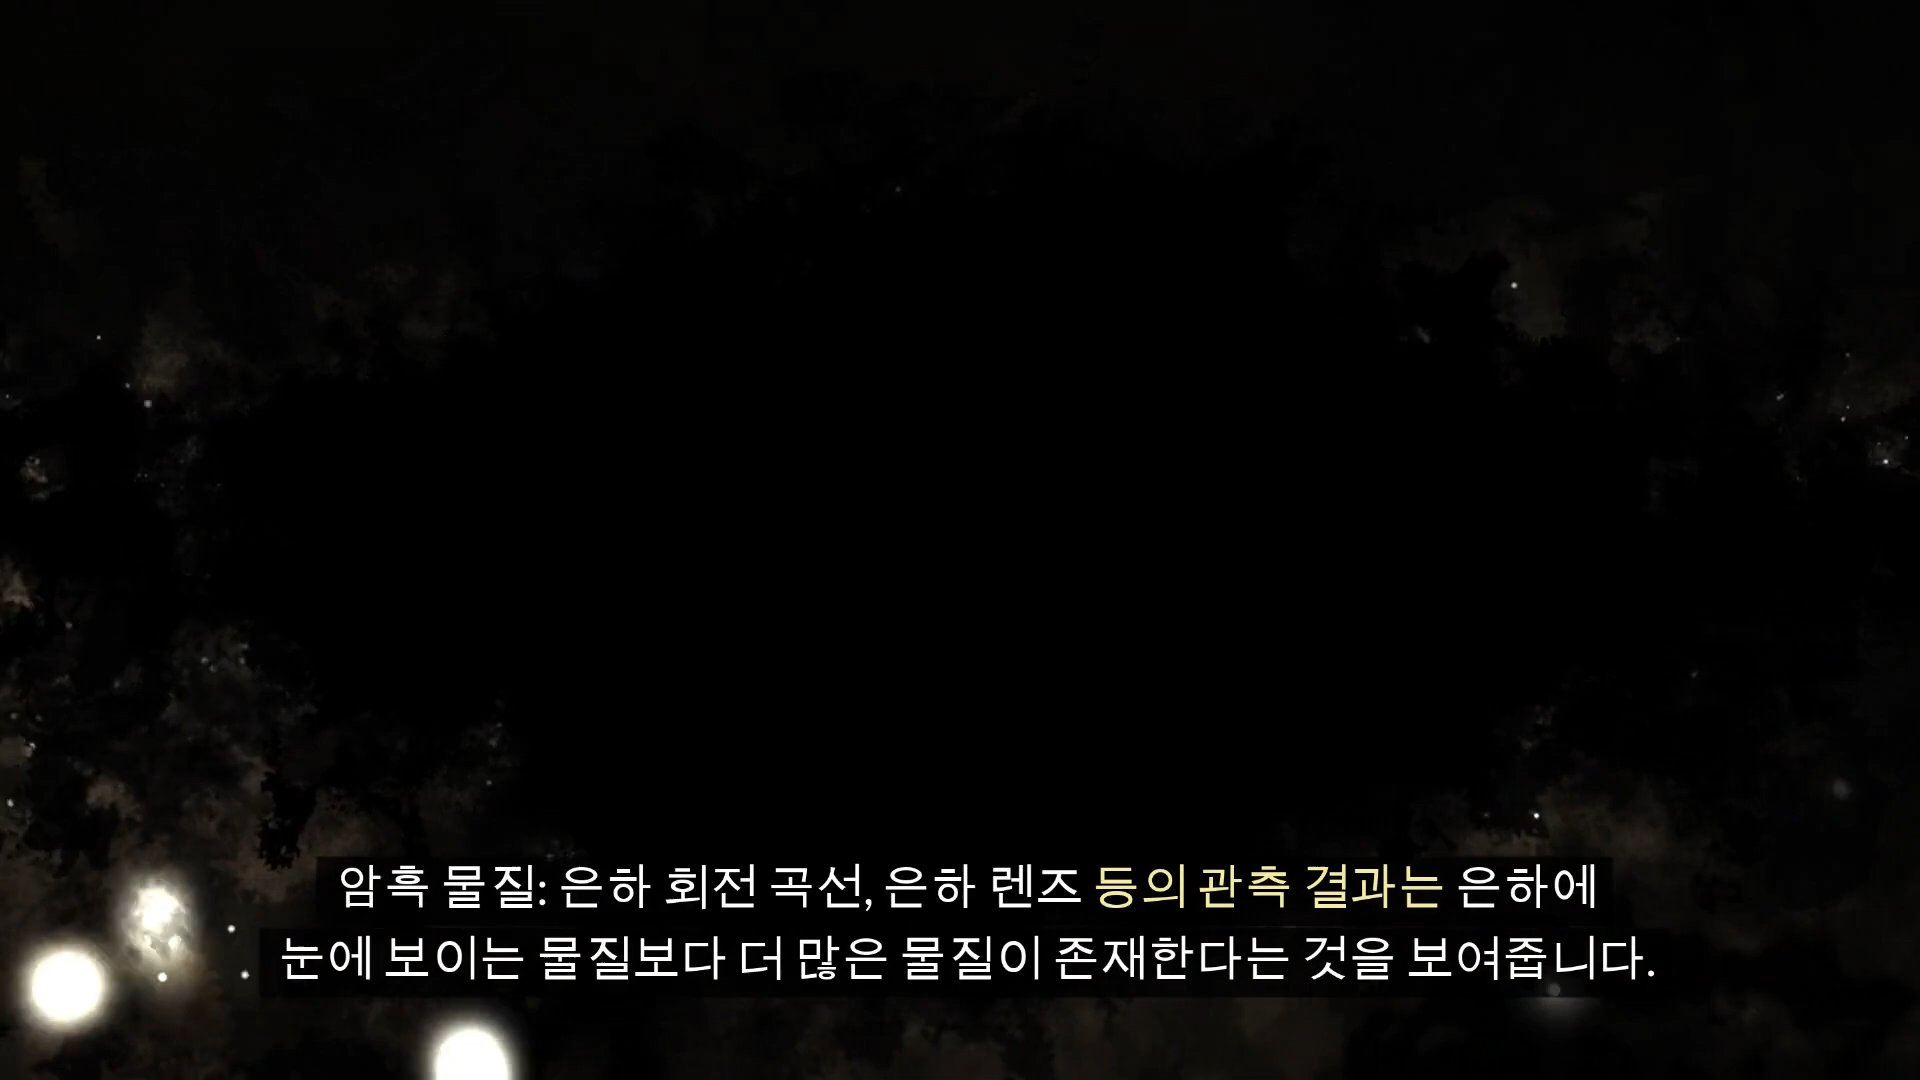 암흑 물질: 은하 회전 곡선, 은하 렌즈 등의 관측 결과는 은하에
눈에 보이는 물질보다 더 많은 물질이 존재한다는 것을 보여줍니다.